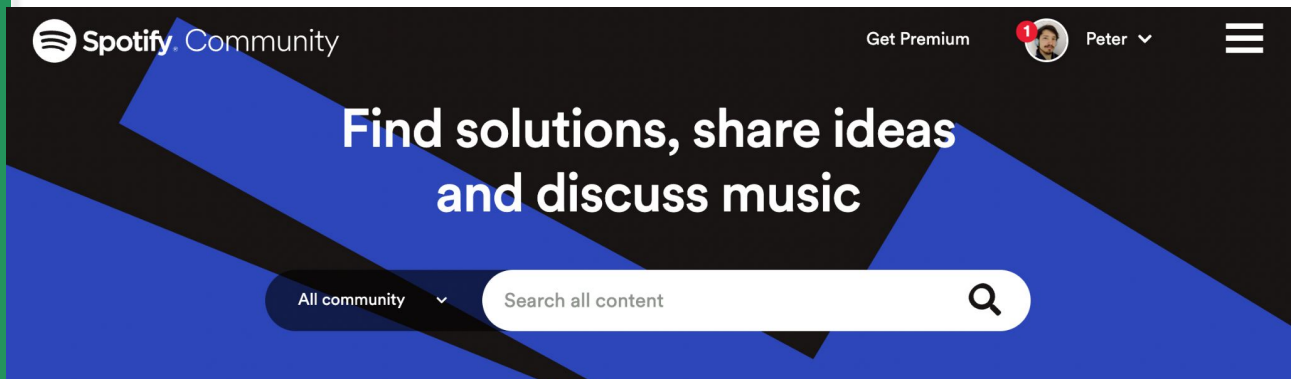 Spotify. Community
Get Premium
1
Peter
Find solutions, share ideas
and discuss music
All community
Search all content